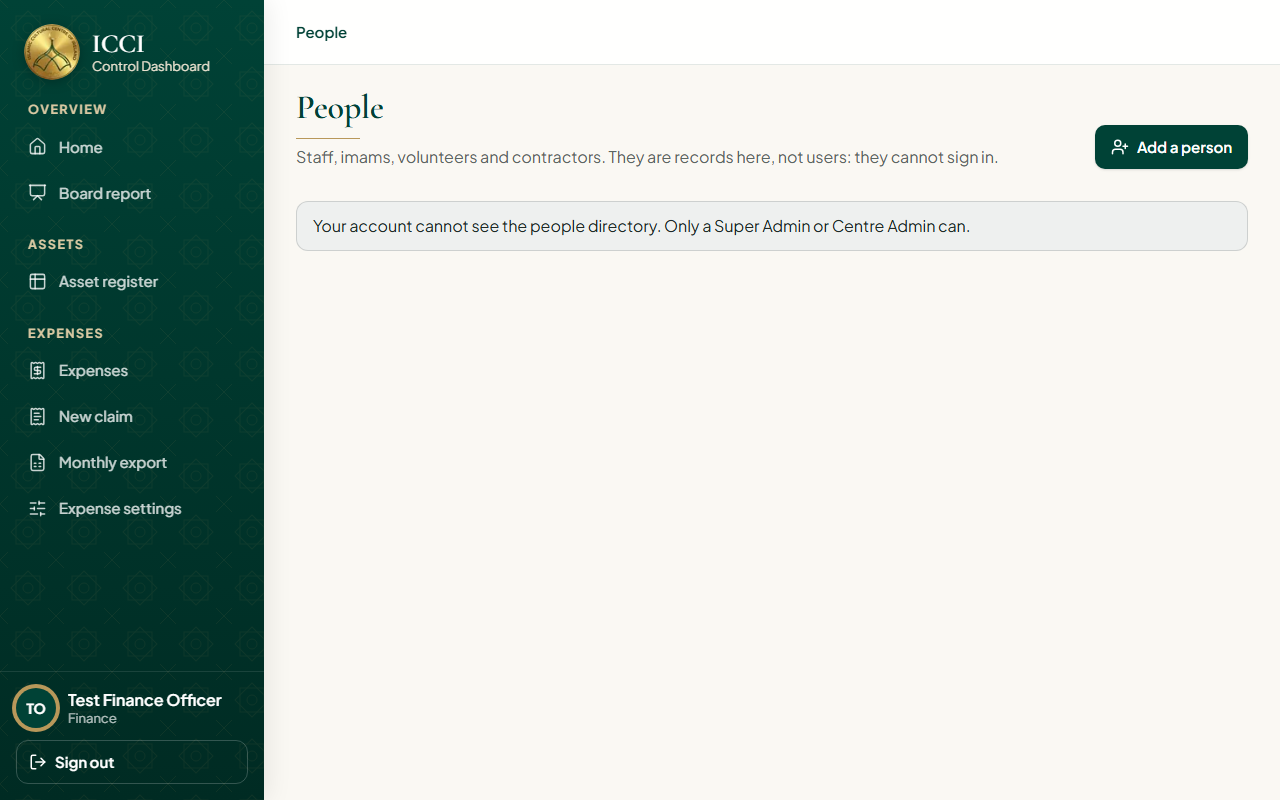 ICCI
Control Dashboard
OVERVIEW
Home
Board report
ASSETS
Asset register
EXPENSES
Expenses
New claim
Monthly export
Expense settings
TO
Test Finance Officer
Finance
Sign out
People
People
Staff, imams, volunteers and contractors. They are records here, not users: they cannot sign in.
Add a person
Your account cannot see the people directory. Only a Super Admin or Centre Admin can.